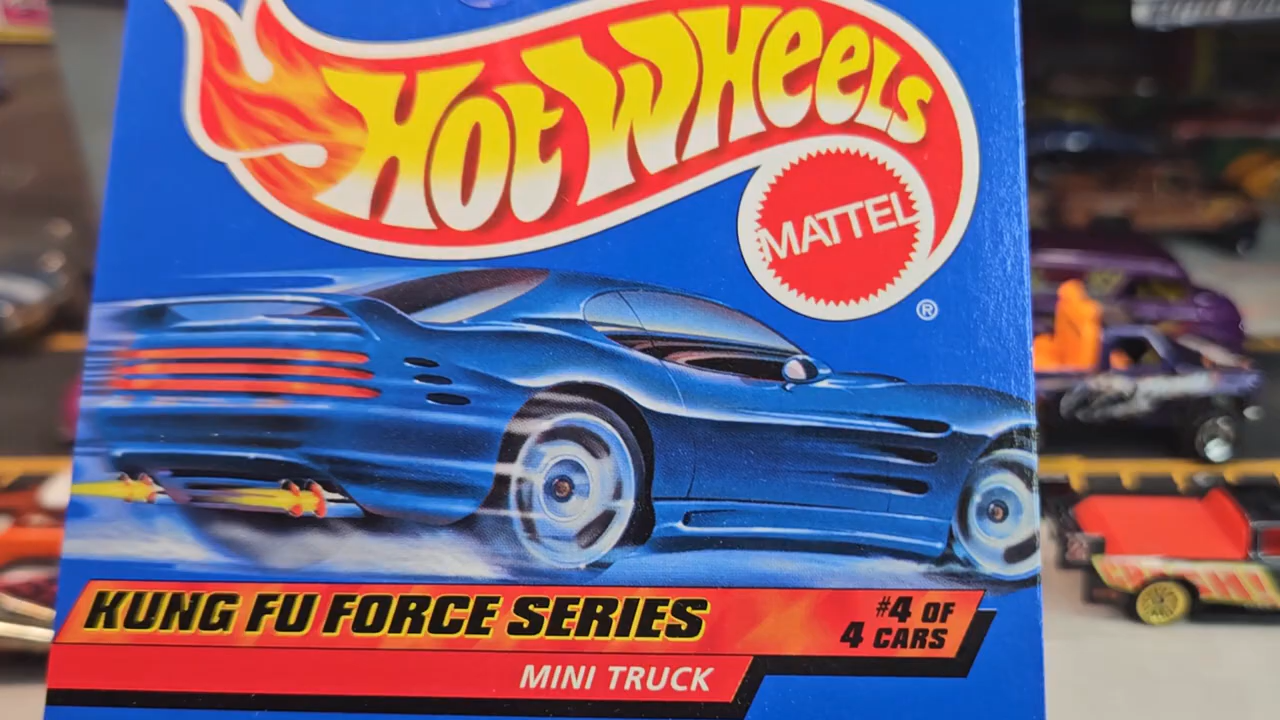 HOT WHEELS
MATTEL
®
KUNG FU FORCE SERIES
#4 OF
4 CARS
MINI TRUCK